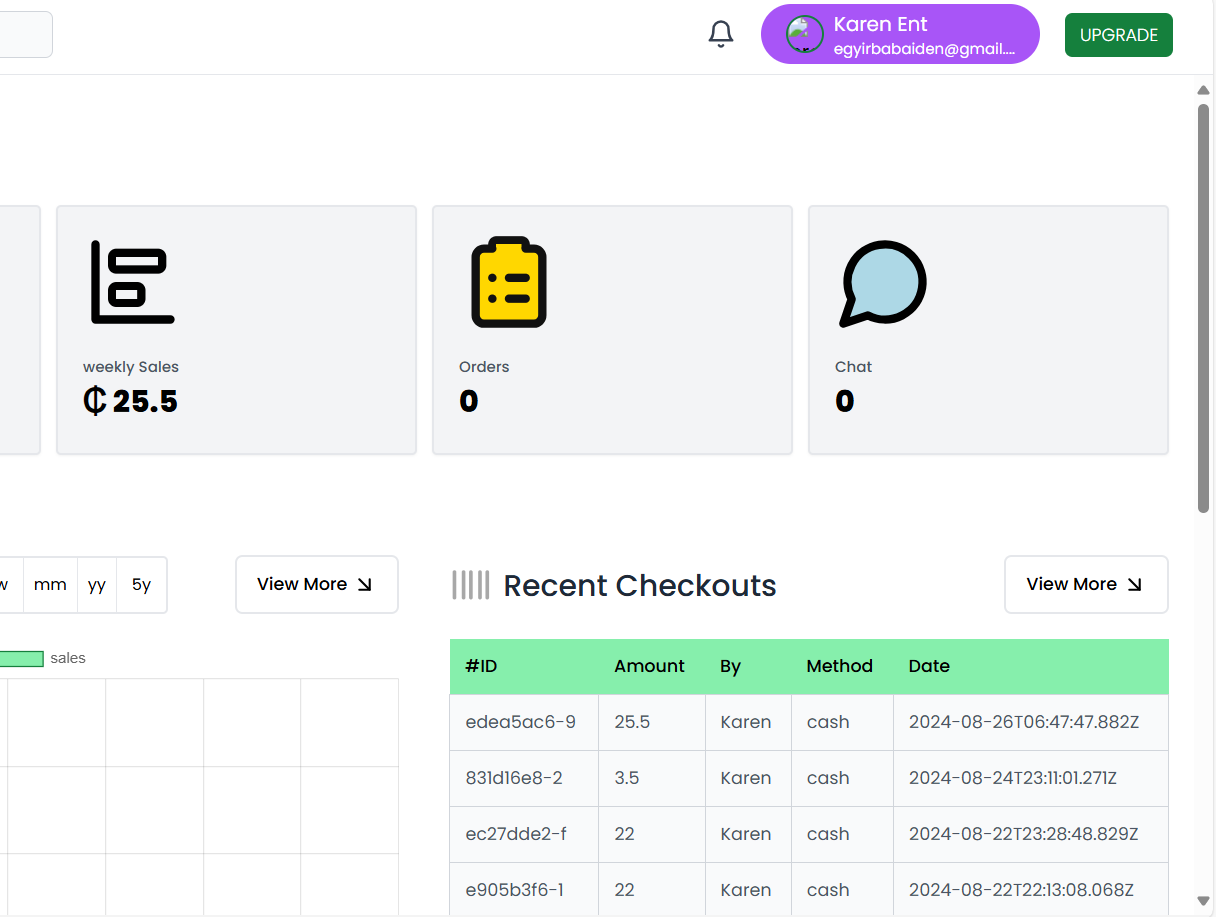 Karen Ent
egyirbabaiden@gmail....
UPGRADE
weekly Sales
₵ 25.5
Orders
0
Chat
0
mm
yy
5y
View More
Recent Checkouts
View More
sales
#ID Amount By Method Date
edea5ac6-9 25.5 Karen cash 2024-08-26T06:47:47.882Z
831d16e8-2 3.5 Karen cash 2024-08-24T23:11:01.271Z
ec27dde2-f 22 Karen cash 2024-08-22T23:28:48.829Z
e905b3f6-1 22 Karen cash 2024-08-22T22:13:08.068Z